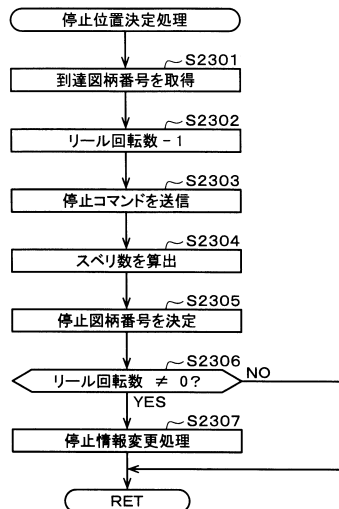 停止位置決定処理
S2301
到達図柄番号を取得
S2302
リール回転数－1
S2303
停止コマンドを送信
S2304
スベリ数を算出
S2305
停止図柄番号を決定
S2306
リール回転数 ≠ 0?
NO
YES
S2307
停止情報変更処理
RET